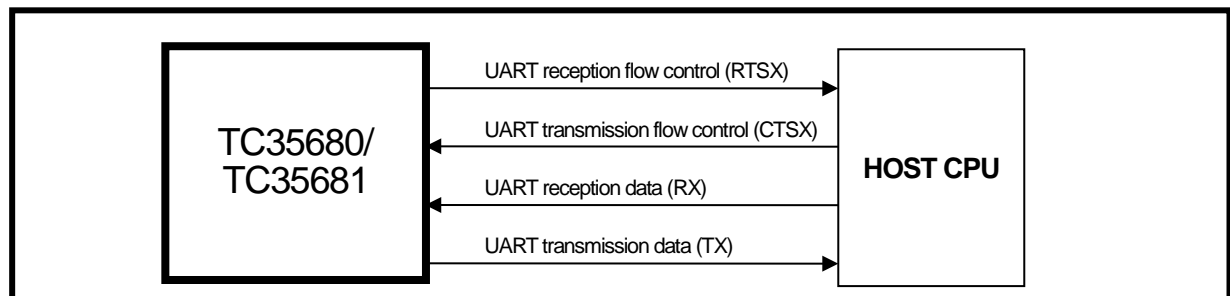 TC35680/
TC35681
UART reception flow control (RTSX)
UART transmission flow control (CTSX)
UART reception data (RX)
UART transmission data (TX)
HOST CPU